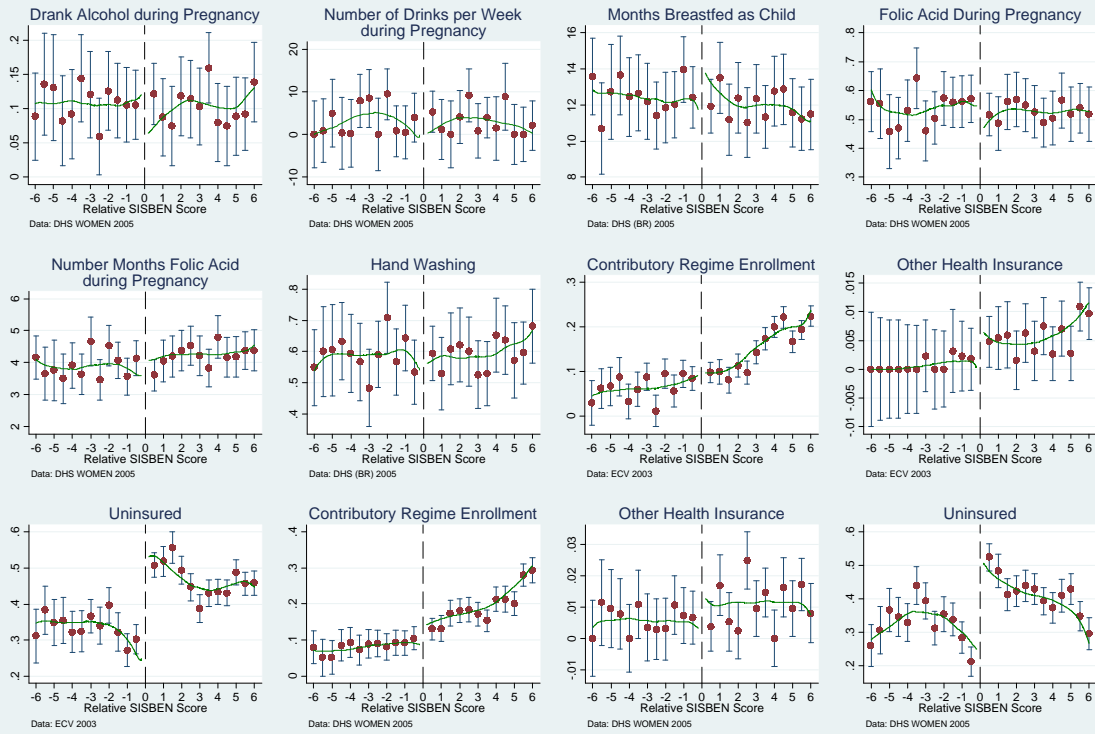 Drank Alcohol during Pregnancy
0 .05 .1 .15 .2
-6 -5 -4 -3 -2 -1 0 1 2 3 4 5 6
Relative SISBEN Score
Data: DHS WOMEN 2005
Number of Drinks per Week
during Pregnancy
-10 0 10 20
-6 -5 -4 -3 -2 -1 0 1 2 3 4 5 6
Relative SISBEN Score
Data: DHS WOMEN 2005
Months Breastfed as Child
8 10 12 14 16
-6 -5 -4 -3 -2 -1 0 1 2 3 4 5 6
Relative SISBEN Score
Data: DHS (BR) 2005
Folic Acid During Pregnancy
.3 .4 .5 .6 .7 .8
-6 -5 -4 -3 -2 -1 0 1 2 3 4 5 6
Relative SISBEN Score
Data: DHS WOMEN 2005
Number Months Folic Acid
during Pregnancy
2 3 4 5 6
-6 -5 -4 -3 -2 -1 0 1 2 3 4 5 6
Relative SISBEN Score
Data: DHS WOMEN 2005
Hand Washing
.4 .5 .6 .7 .8
-6 -5 -4 -3 -2 -1 0 1 2 3 4 5 6
Relative SISBEN Score
Data: DHS (BR) 2005
Contributory Regime Enrollment
0 .1 .2 .3
-6 -5 -4 -3 -2 -1 0 1 2 3 4 5 6
Relative SISBEN Score
Data: ECV 2003
Other Health Insurance
-.01 -.005 0 .005 .01 .015
-6 -5 -4 -3 -2 -1 0 1 2 3 4 5 6
Relative SISBEN Score
Data: ECV 2003
Uninsured
.2 .3 .4 .5 .6
-6 -5 -4 -3 -2 -1 0 1 2 3 4 5 6
Relative SISBEN Score
Data: ECV 2003
Contributory Regime Enrollment
0 .1 .2 .3 .4
-6 -5 -4 -3 -2 -1 0 1 2 3 4 5 6
Relative SISBEN Score
Data: DHS WOMEN 2005
Other Health Insurance
-.01 0 .01 .02 .03
-6 -5 -4 -3 -2 -1 0 1 2 3 4 5 6
Relative SISBEN Score
Data: DHS WOMEN 2005
Uninsured
.2 .3 .4 .5 .6
-6 -5 -4 -3 -2 -1 0 1 2 3 4 5 6
Relative SISBEN Score
Data: DHS WOMEN 2005